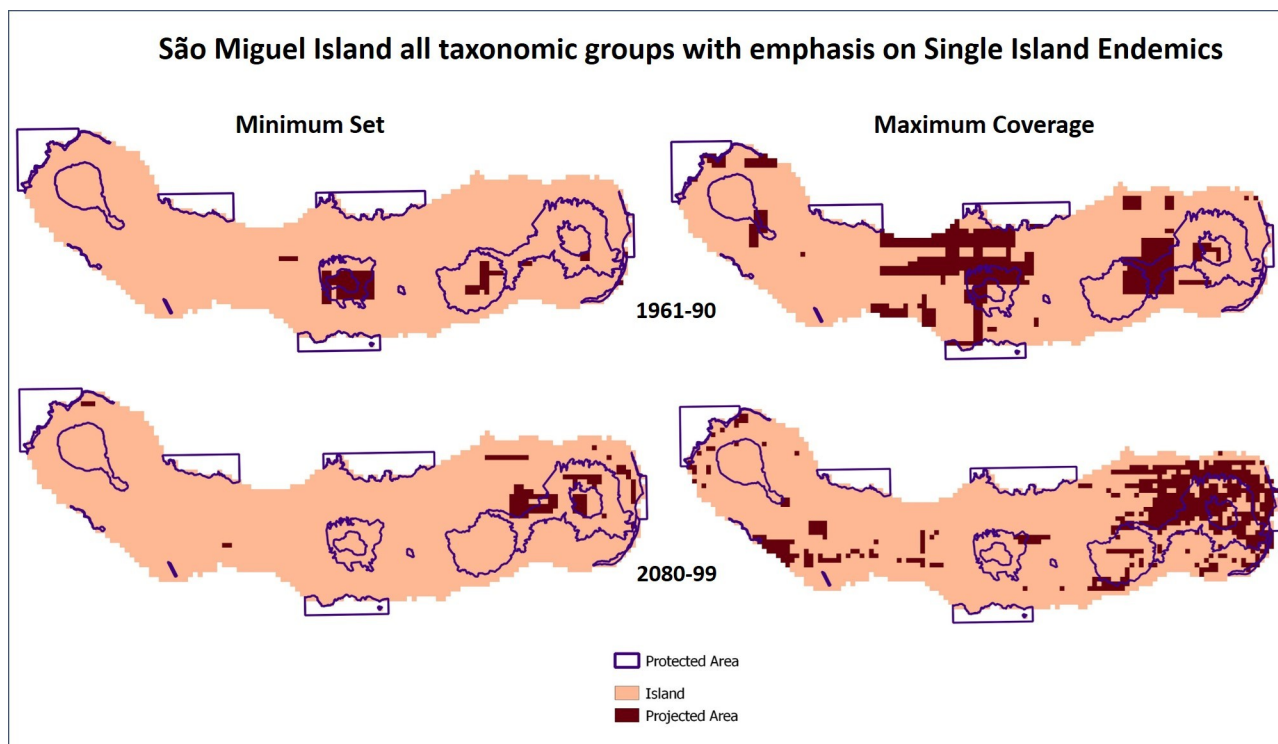 São Miguel Island all taxonomic groups with emphasis on Single Island Endemics
Minimum Set
Maximum Coverage
1961-90
2080-99
Protected Area
Island
Projected Area